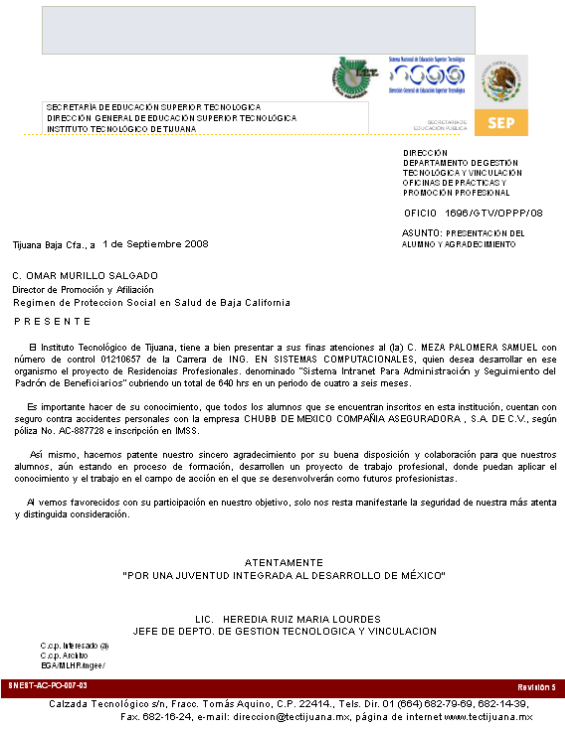 Sistema Nacional de Educación Superior Tecnológica
Dirección General de Educación Superior Tecnológica
SECRETARÍA DE EDUCACIÓN SUPERIOR TECNOLOGICA
DIRECCIÓN GENERAL DE EDUCACIÓN SUPERIOR TECNOLÓGICA
INSTITUTO TECNOLÓGICO DE TIJUANA
SECRETARÍA DE
EDUCACIÓN PÚBLICA
SEP
DIRECCIÓN
DEPARTAMENTO DE GESTIÓN
TECNOLÓGICA Y VINCULACIÓN
OFICINAS DE PRÁCTICAS Y
PROMOCIÓN PROFESIONAL
OFICIO 1696/GTV/OPPP/08
ASUNTO: PRESENTACIÓN DEL
ALUMNO Y AGRADECIMIENTO
Tijuana Baja Cfa., a 1 de Septiembre 2008
C. OMAR MURILLO SALGADO
Director de Promoción y Afiliación
Regimen de Proteccion Social en Salud de Baja California
P R E S E N T E
El Instituto Tecnológico de Tijuana, tiene a bien presentar a sus finas atenciones al (la) C. MEZA PALOMERA SAMUEL con
número de control 01210657 de la Carrera de ING. EN SISTEMAS COMPUTACIONALES, quien desea desarrollar en ese
organismo el proyecto de Residencias Profesionales. denominado "Sistema Intranet Para Administración y Seguimiento del
Padrón de Beneficiarios" cubriendo un total de 640 hrs en un periodo de cuatro a seis meses.
Es importante hacer de su conocimiento, que todos los alumnos que se encuentran inscritos en esta institución, cuentan con
seguro contra accidentes personales con la empresa CHUBB DE MEXICO COMPAÑIA ASEGURADORA , S.A. DE C.V., según
póliza No. AC-887728 e inscripción en IMSS.
Así mismo, hacemos patente nuestro sincero agradecimiento por su buena disposición y colaboración para que nuestros
alumnos, aún estando en proceso de formación, desarrollen un proyecto de trabajo profesional, donde puedan aplicar el
conocimiento y el trabajo en el campo de acción en el que se desenvolverán como futuros profesionistas.
Al vernos favorecidos con su participación en nuestro objetivo, solo nos resta manifestarle la seguridad de nuestra más atenta
y distinguida consideración.
ATENTAMENTE
"POR UNA JUVENTUD INTEGRADA AL DESARROLLO DE MÉXICO"
LIC. HEREDIA RUIZ MARIA LOURDES
JEFE DE DEPTO. DE GESTION TECNOLOGICA Y VINCULACION
C.c.p. Interesado (a)
C.c.p. Archivo
EGA/MLHR/ngee/
SNEST-AC-PO-007-03 Revisión 5
Calzada Tecnológico s/n, Fracc. Tomás Aquino, C.P. 22414., Tels. Dir. 01 (664) 682-79-69, 682-14-39,
Fax. 682-16-24, e-mail: direccion@tectijuana.mx, página de internet www.tectijuana.mx